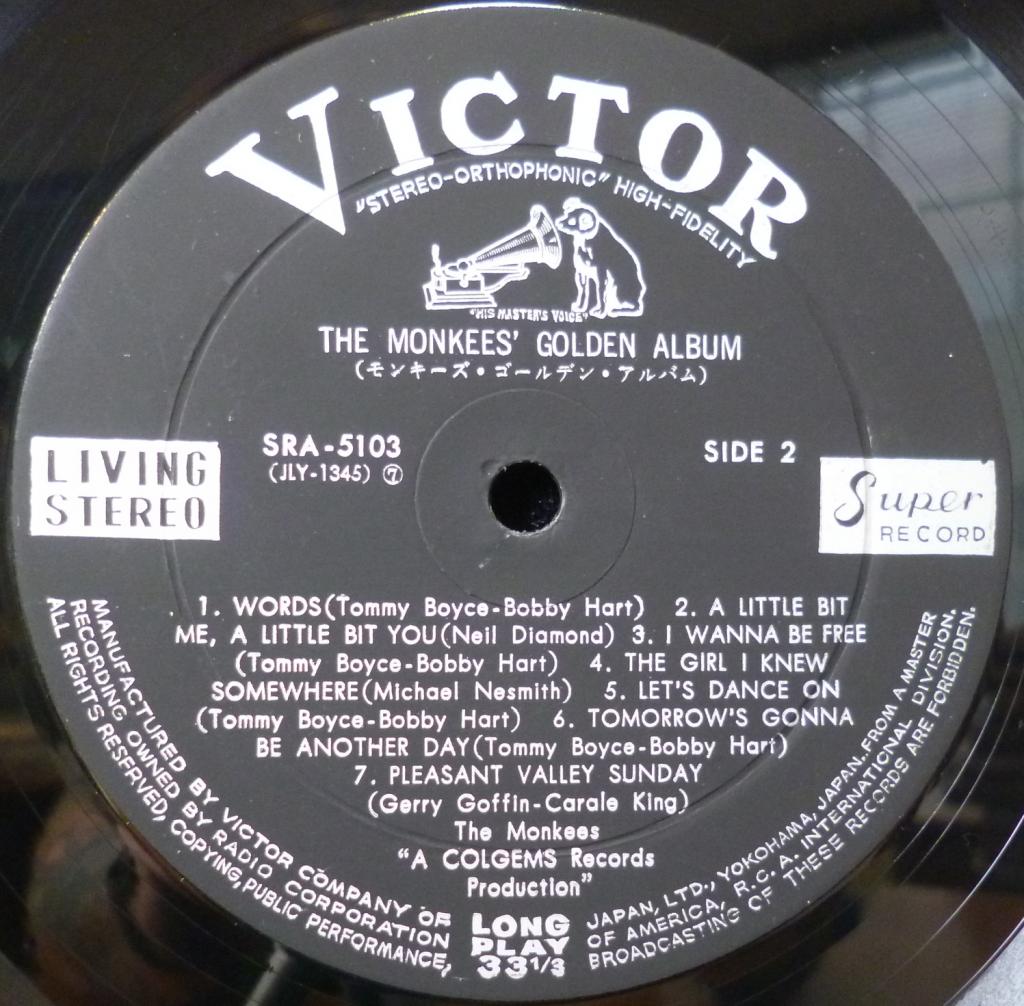 VICTOR
"STEREO-ORTHOPHONIC" HIGH-FIDELITY
"HIS MASTER'S VOICE"
THE MONKEES' GOLDEN ALBUM
(モンキーズ・ゴールデン・アルバム)
SRA-5103
(JLY-1345) ⑦
SIDE 2
LIVING
STEREO
Super
RECORD
1. WORDS(Tommy Boyce-Bobby Hart) 2. A LITTLE BIT
ME, A LITTLE BIT YOU(Neil Diamond) 3. I WANNA BE FREE
(Tommy Boyce-Bobby Hart) 4. THE GIRL I KNEW
SOMEWHERE(Michael Nesmith) 5. LET'S DANCE ON
(Tommy Boyce-Bobby Hart) 6. TOMORROW'S GONNA
BE ANOTHER DAY(Tommy Boyce-Bobby Hart)
7. PLEASANT VALLEY SUNDAY
(Gerry Goffin-Carale King)
The Monkees
"A COLGEMS Records
Production"
LONG
PLAY
33 1/3
MANUFACTURED BY VICTOR COMPANY OF JAPAN, LTD., YOKOHAMA, JAPAN. FROM A MASTER
RECORDING OWNED BY RADIO CORPORATION OF AMERICA, R.C.A. INTERNATIONAL DIVISION.
ALL RIGHTS RESERVED, COPYING, PUBLIC PERFORMANCE, BROADCASTING OF THESE RECORDS ARE FORBIDDEN.